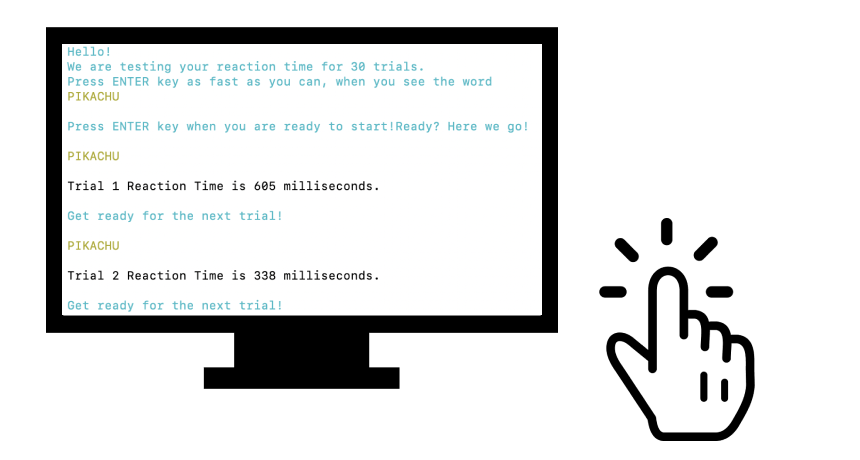 Hello!
We are testing your reaction time for 30 trials.
Press ENTER key as fast as you can, when you see the word
PIKACHU
Press ENTER key when you are ready to start!Ready? Here we go!
PIKACHU
Trial 1 Reaction Time is 605 milliseconds.
Get ready for the next trial!
PIKACHU
Trial 2 Reaction Time is 338 milliseconds.
Get ready for the next trial!